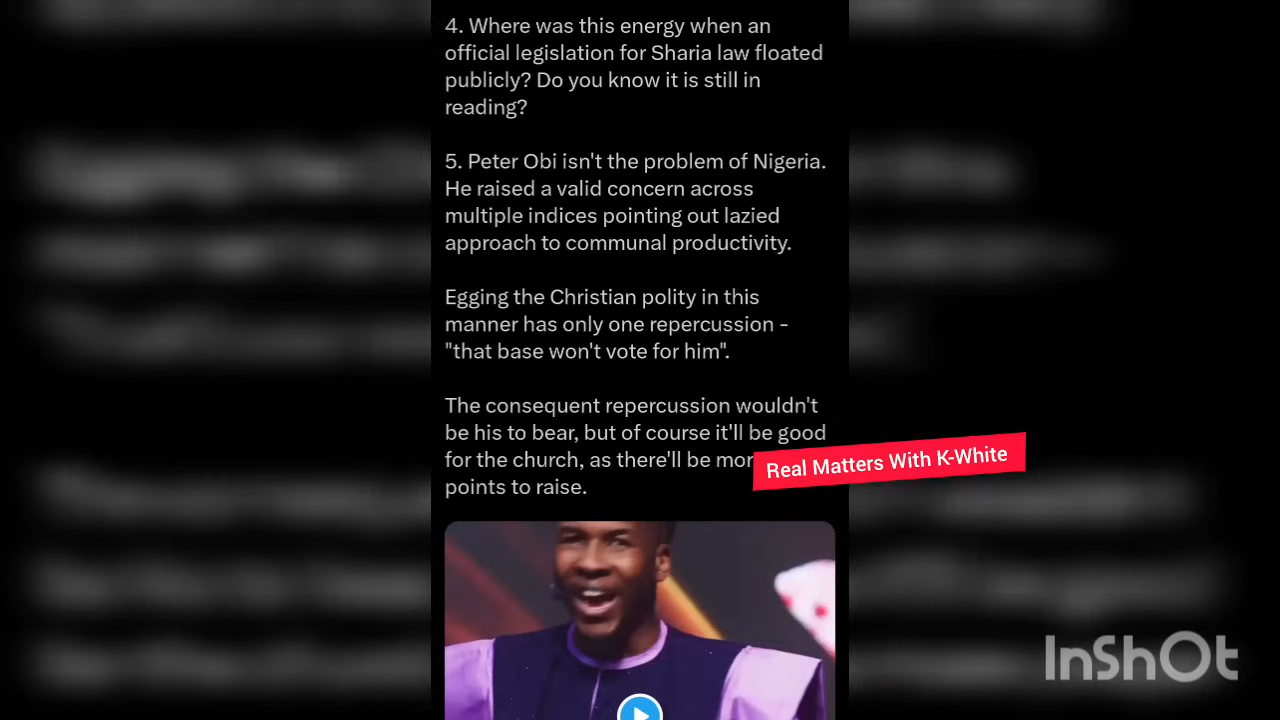 4. Where was this energy when an
official legislation for Sharia law floated
publicly? Do you know it is still in
reading?
5. Peter Obi isn't the problem of Nigeria.
He raised a valid concern across
multiple indices pointing out lazied
approach to communal productivity.
Egging the Christian polity in this
manner has only one repercussion -
"that base won't vote for him".
The consequent repercussion wouldn't
be his to bear, but of course it'll be good
for the church, as there'll be mor
points to raise.
Real Matters With K-White
InShOt